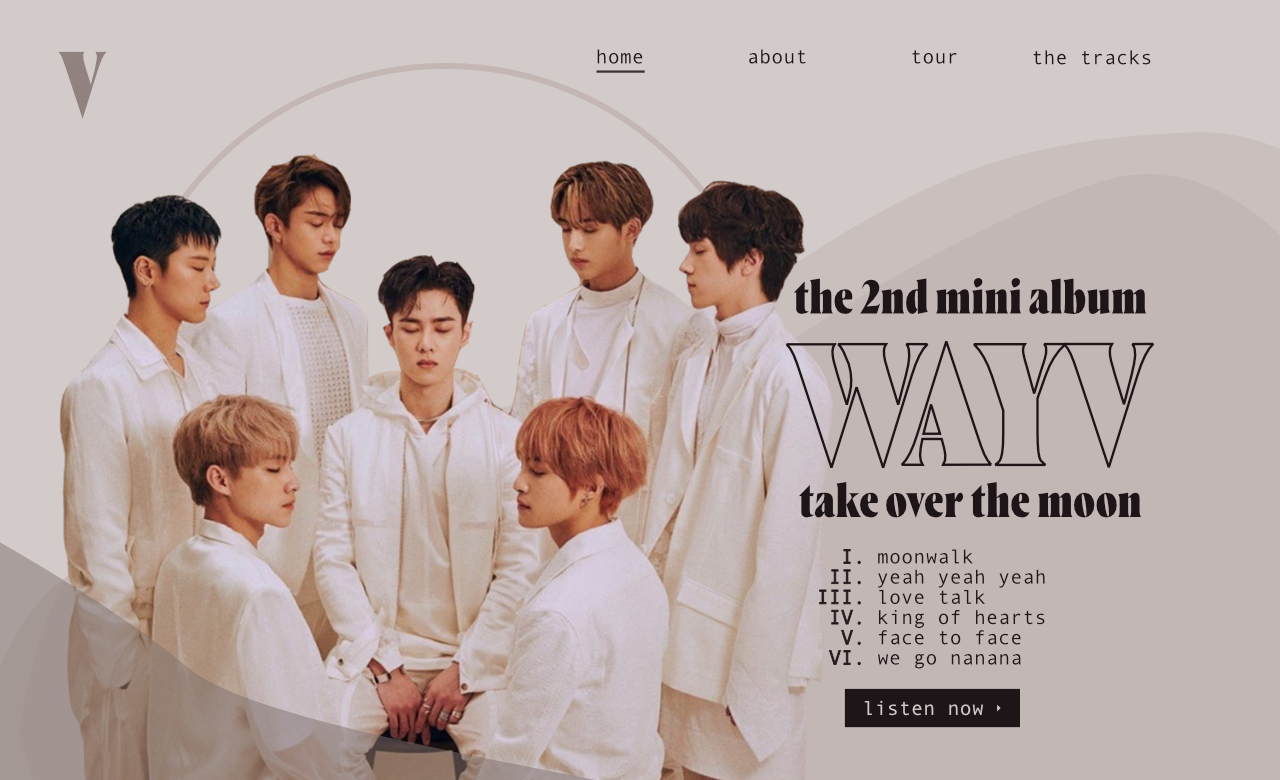 V
home about tour the tracks
the 2nd mini album
WAYV
take over the moon
I. moonwalk
II. yeah yeah yeah
III. love talk
IV. king of hearts
V. face to face
VI. we go nanana
listen now